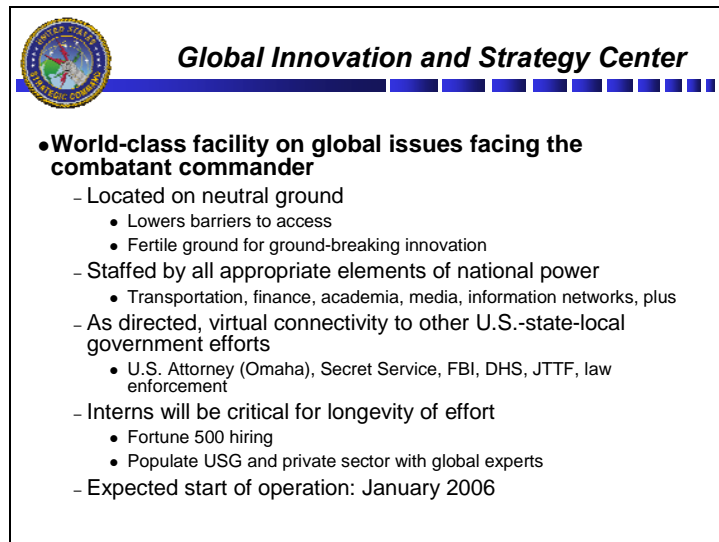 UNITED STATES
STRATEGIC COMMAND
Global Innovation and Strategy Center
●World-class facility on global issues facing the
combatant commander
– Located on neutral ground
● Lowers barriers to access
● Fertile ground for ground-breaking innovation
– Staffed by all appropriate elements of national power
● Transportation, finance, academia, media, information networks, plus
– As directed, virtual connectivity to other U.S.-state-local
government efforts
● U.S. Attorney (Omaha), Secret Service, FBI, DHS, JTTF, law
enforcement
– Interns will be critical for longevity of effort
● Fortune 500 hiring
● Populate USG and private sector with global experts
– Expected start of operation: January 2006